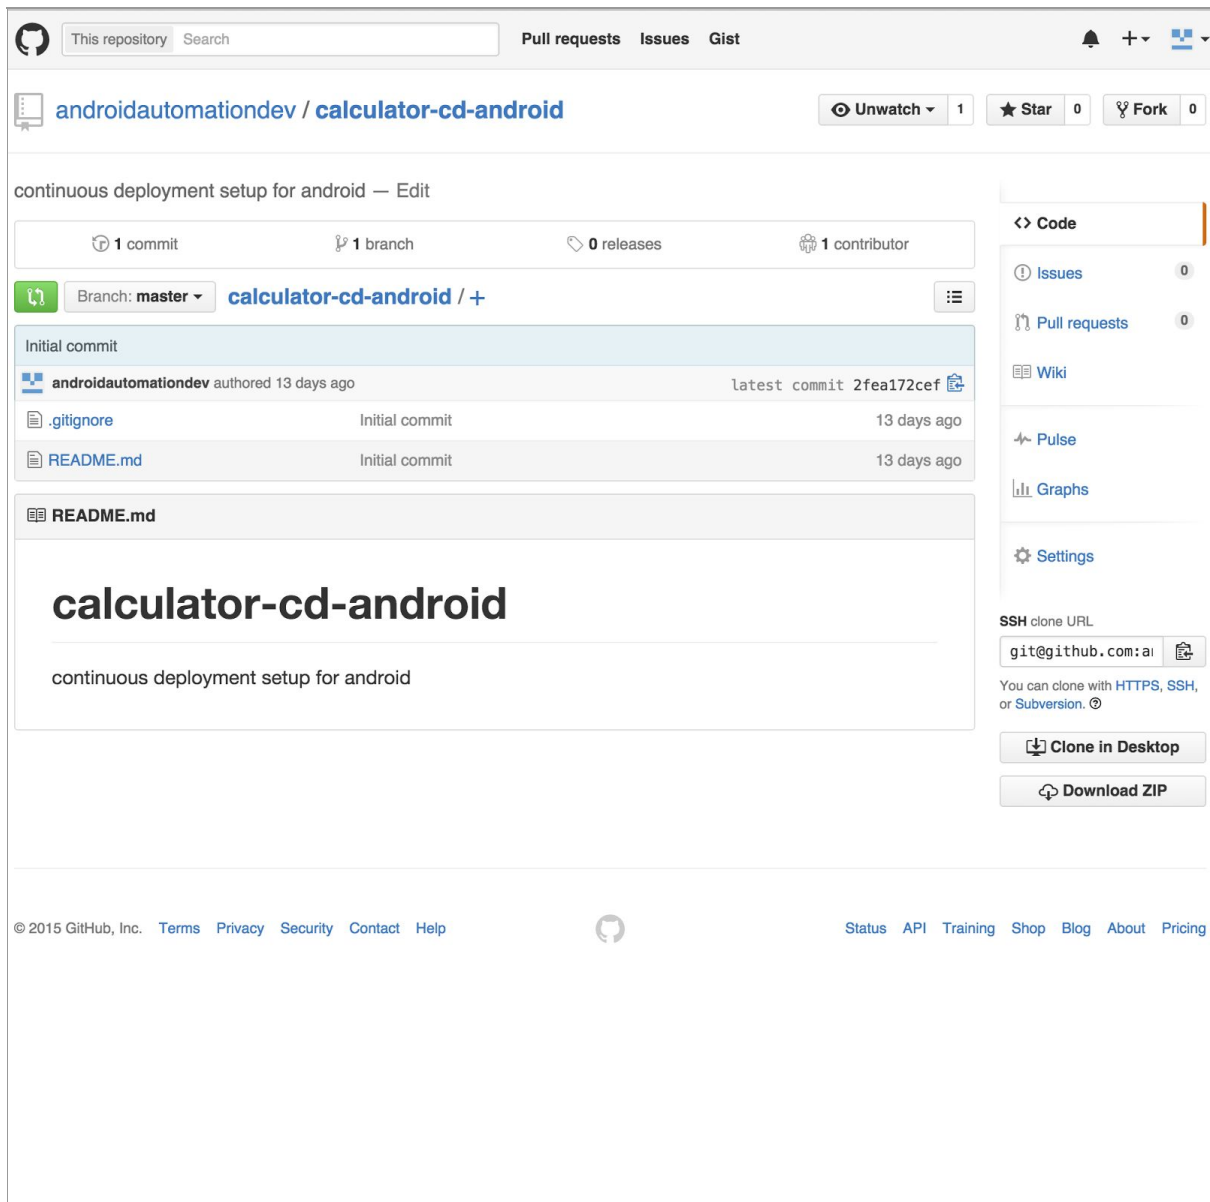 This repository Search Pull requests Issues Gist
androidautomationdev / calculator-cd-android Unwatch 1 Star 0 Fork 0
continuous deployment setup for android — Edit
1 commit 1 branch 0 releases 1 contributor
Branch: master calculator-cd-android / +
Initial commit
androidautomationdev authored 13 days ago latest commit 2fea172cef
.gitignore Initial commit 13 days ago
README.md Initial commit 13 days ago
README.md
calculator-cd-android
continuous deployment setup for android
Code
Issues 0
Pull requests 0
Wiki
Pulse
Graphs
Settings
SSH clone URL
git@github.com:a
You can clone with HTTPS, SSH,
or Subversion.
Clone in Desktop
Download ZIP
© 2015 GitHub, Inc. Terms Privacy Security Contact Help Status API Training Shop Blog About Pricing